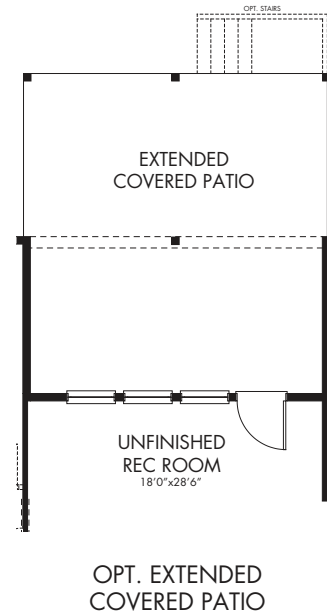 OPT. STAIRS
EXTENDED
COVERED PATIO
UNFINISHED
REC ROOM
18'0"x28'6"
OPT. EXTENDED
COVERED PATIO